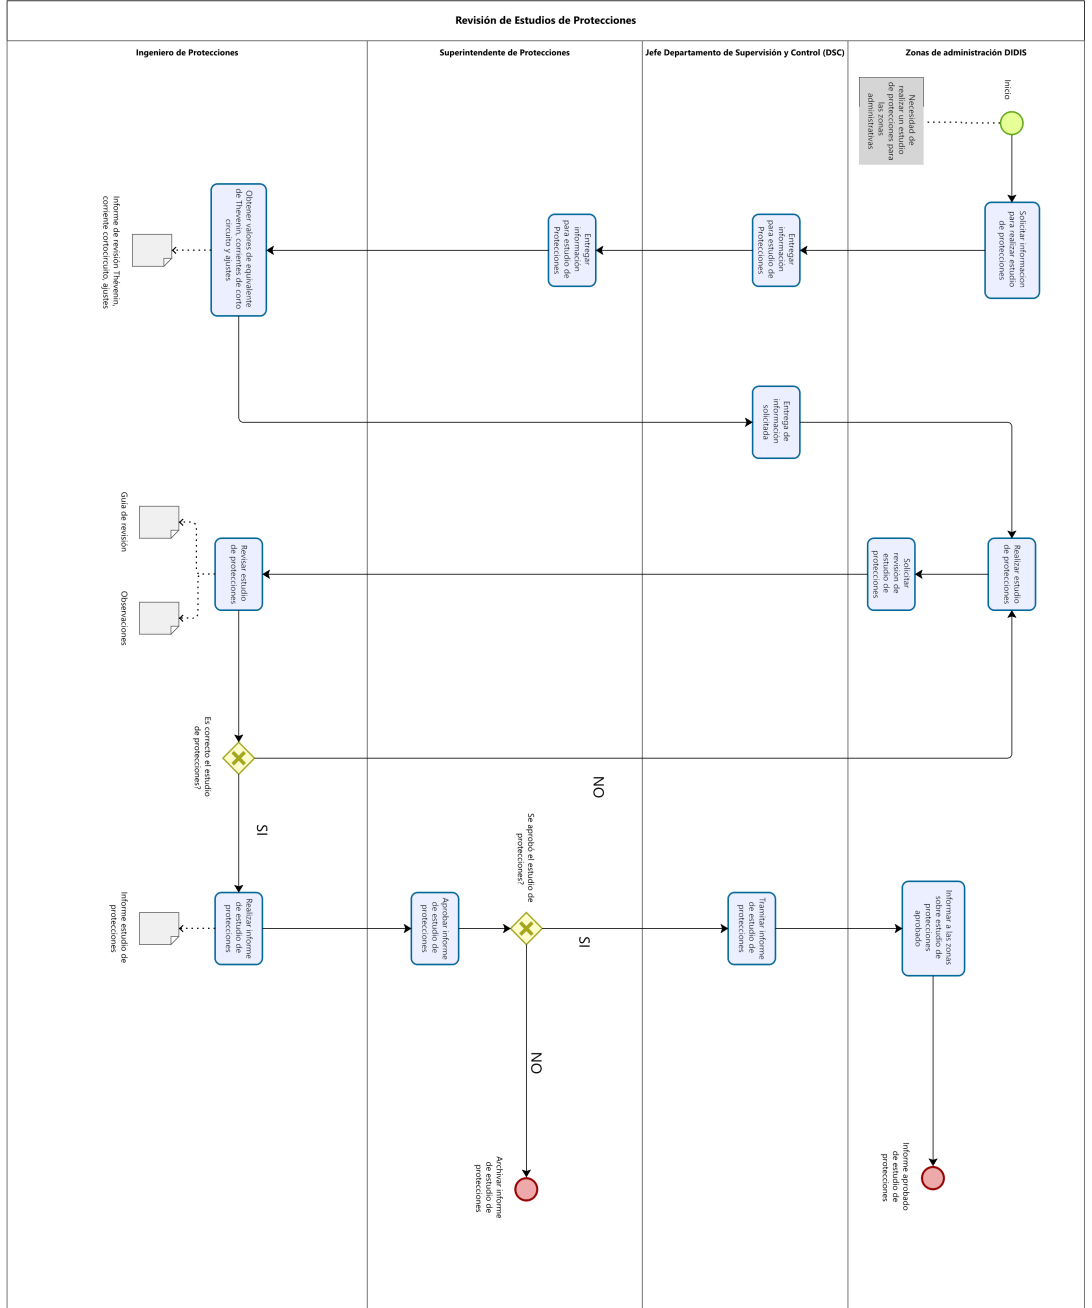 Revisión de Estudios de Protecciones
Ingeniero de Protecciones
Superintendente de Protecciones
Jefe Departamento de Supervisión y Control (DSC)
Zonas de administración DIDIS
Inicio
Necesidad de
realizar un estudio
de protecciones para
las zonas
administrativas
Solicitar informacion
para realizar estudio
de protecciones
Entregar
información
para estudio de
Protecciones
Entregar
información
para estudio de
Protecciones
Obtener valores de equivalente
de Thevenin, corrientes de corto
circuito y ajustes
Informe de revisión Thévenin,
corriente cortocircuito, ajustes
Entrega de
información
solicitada
Realizar estudio
de protecciones
Solicitar
revisión de
estudio de
protecciones
Revisar estudio
de protecciones
Guía de revisión
Observaciones
Es correcto el estudio
de protecciones?
NO
SI
Realizar informe
de estudio de
protecciones
Informe estudio de
protecciones
Aprobar informe
de estudio de
protecciones
Se aprobó el estudio de
protecciones?
SI
Tramitar informe
de estudio de
protecciones
Informar a las zonas
sobre estudio de
protecciones
aprobado
NO
Archivar informe
de estudio de
protecciones
Informe aprobado
de estudio de
protecciones